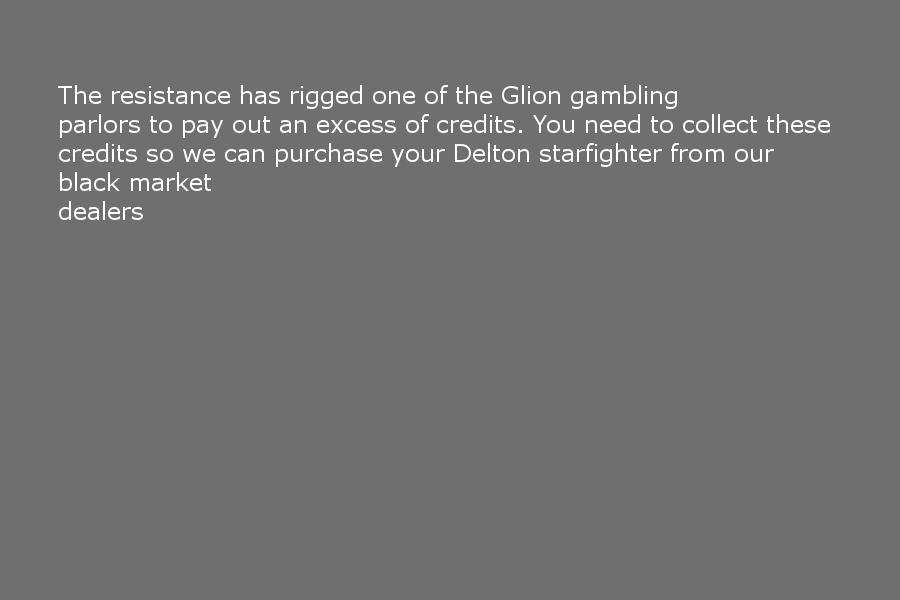 The resistance has rigged one of the Glion gambling
parlors to pay out an excess of credits. You need to collect these
credits so we can purchase your Delton starfighter from our
black market
dealers